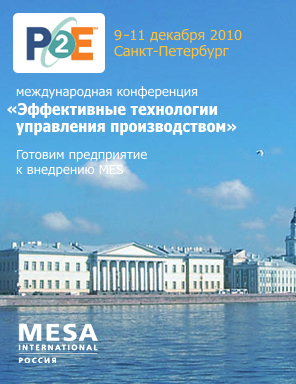 P2E
9-11 декабря 2010
Санкт-Петербург
международная конференция
«Эффективные технологии
управления производством»
Готовим предприятие
к внедрению MES
MESA
INTERNATIONAL
РОССИЯ